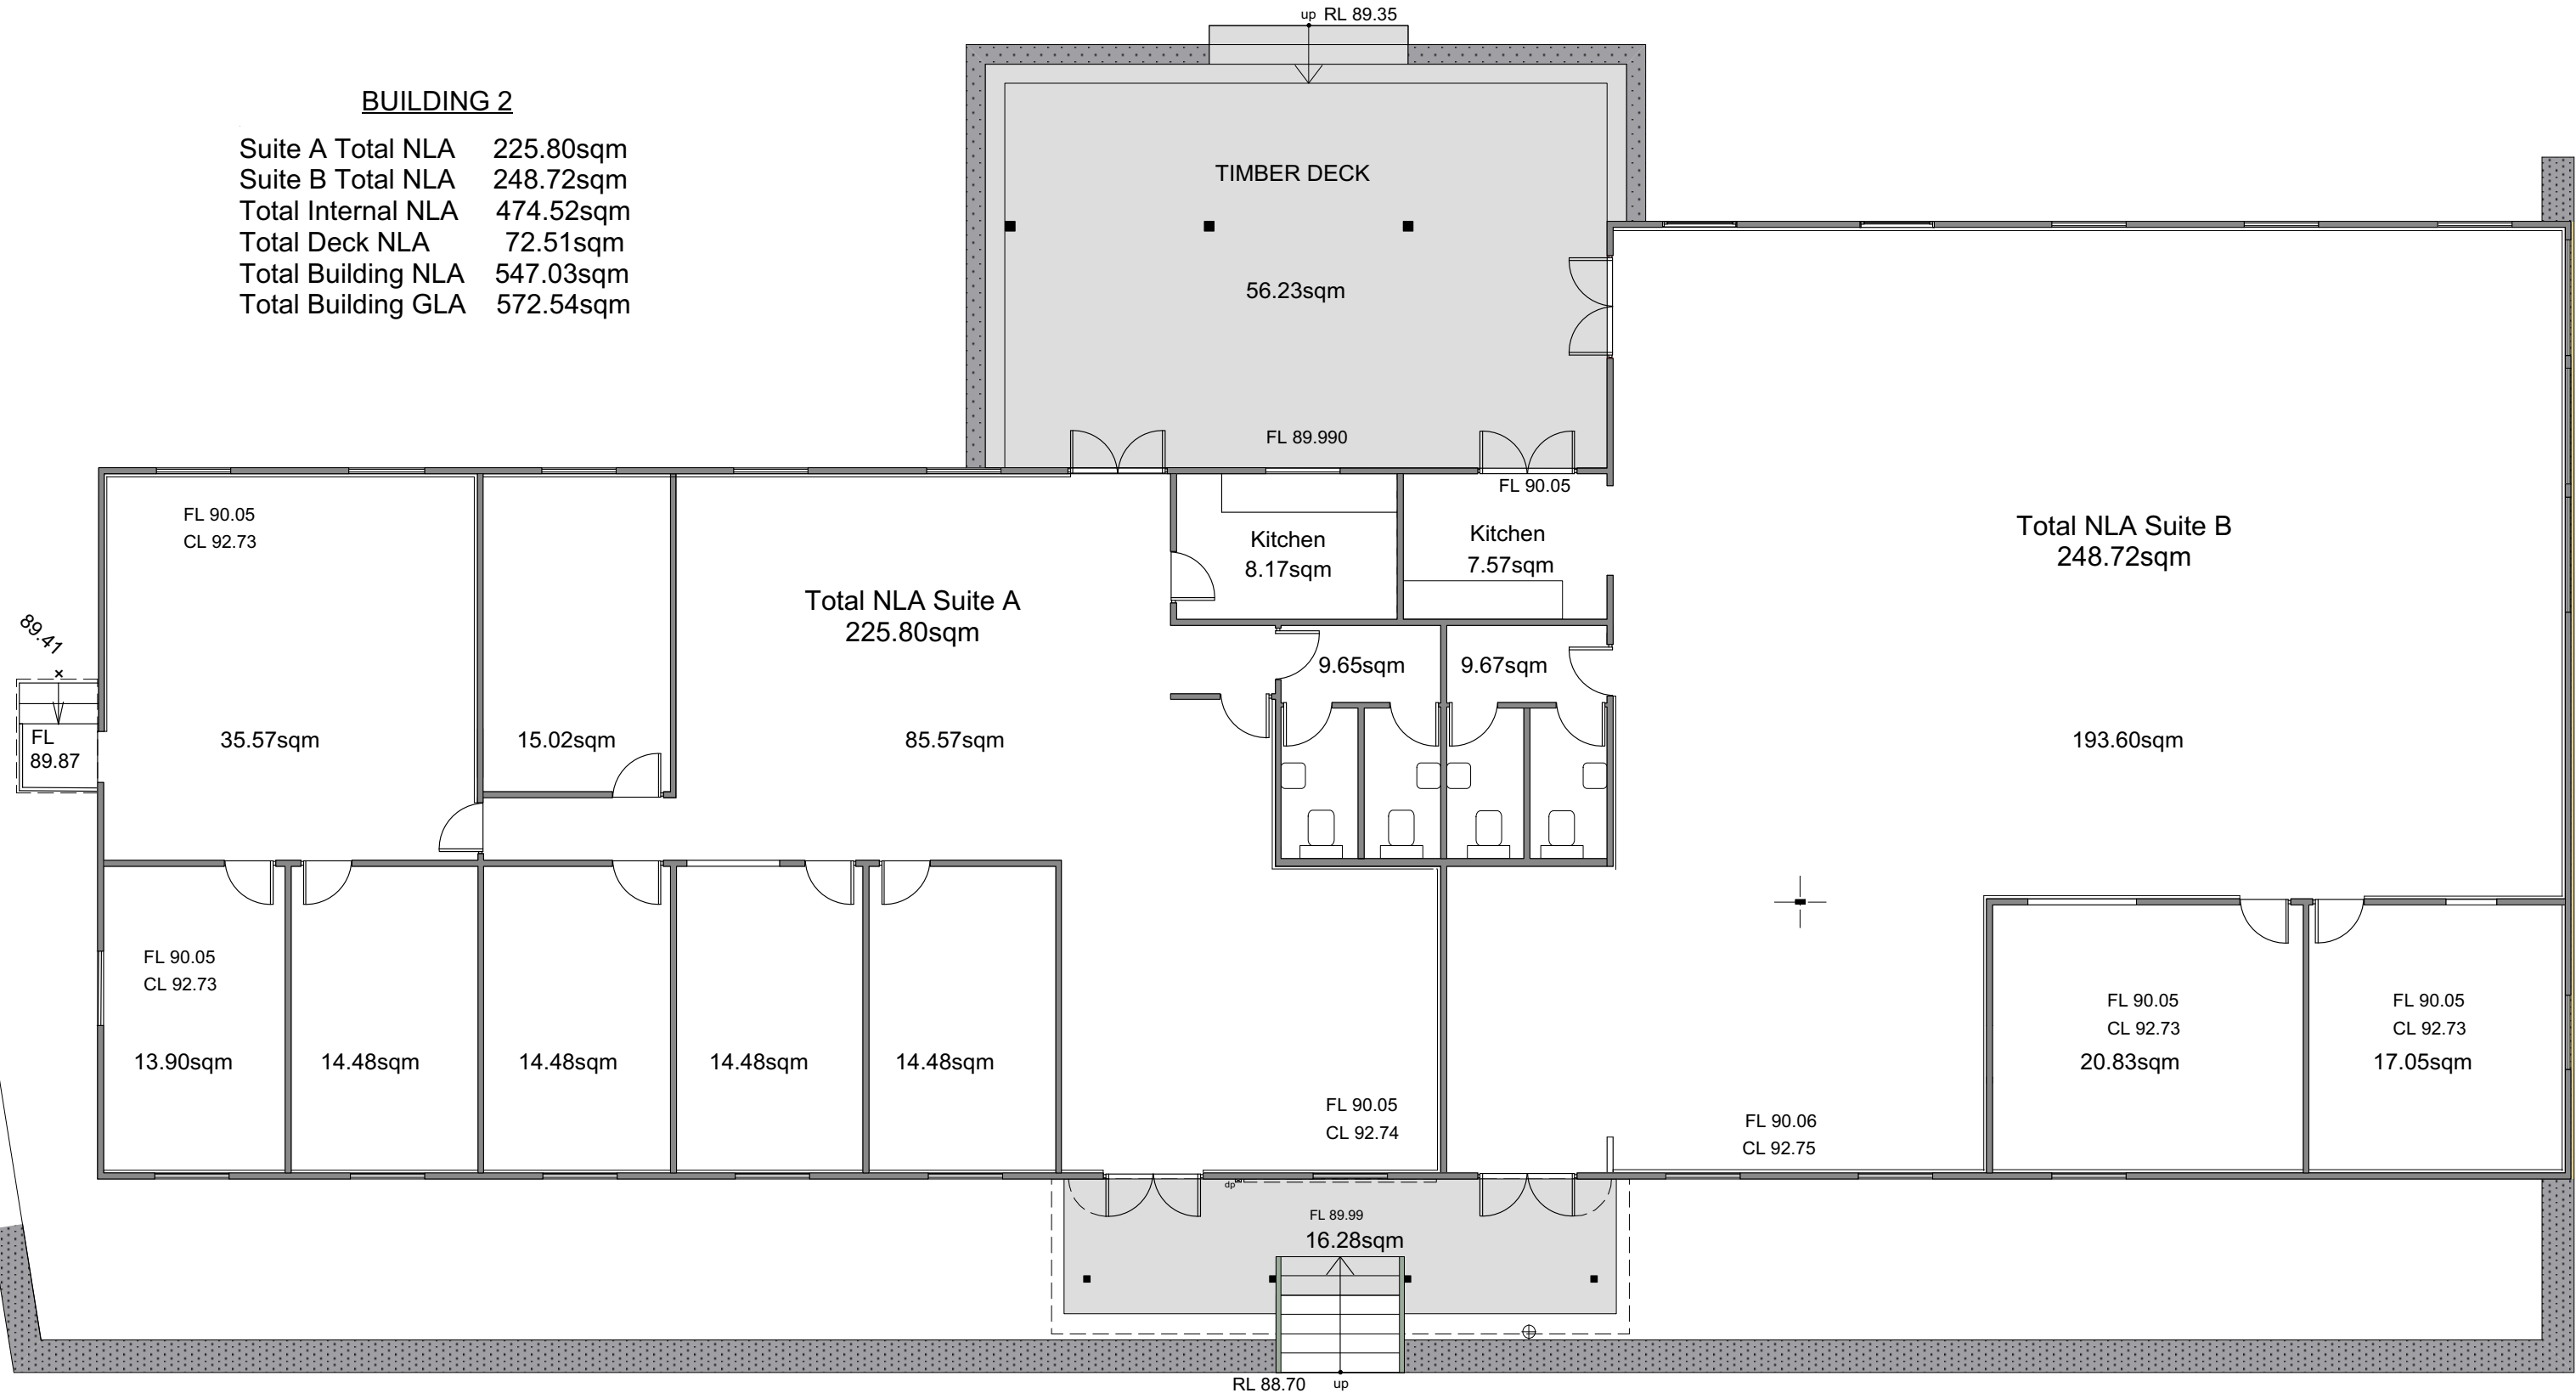 up RL 89.35
BUILDING 2
Suite A Total NLA 225.80sqm
Suite B Total NLA 248.72sqm
Total Internal NLA 474.52sqm
Total Deck NLA 72.51sqm
Total Building NLA 547.03sqm
Total Building GLA 572.54sqm
TIMBER DECK
56.23sqm
FL 89.990
FL 90.05
CL 92.73
FL 90.05
Kitchen
8.17sqm
Kitchen
7.57sqm
Total NLA Suite B
248.72sqm
Total NLA Suite A
225.80sqm
89.41
9.65sqm
9.67sqm
FL
89.87
35.57sqm
15.02sqm
85.57sqm
193.60sqm
FL 90.05
CL 92.73
13.90sqm
14.48sqm
14.48sqm
14.48sqm
14.48sqm
FL 90.05
CL 92.73
20.83sqm
FL 90.05
CL 92.73
17.05sqm
FL 90.05
CL 92.74
FL 90.06
CL 92.75
dp
FL 89.99
16.28sqm
RL 88.70 up